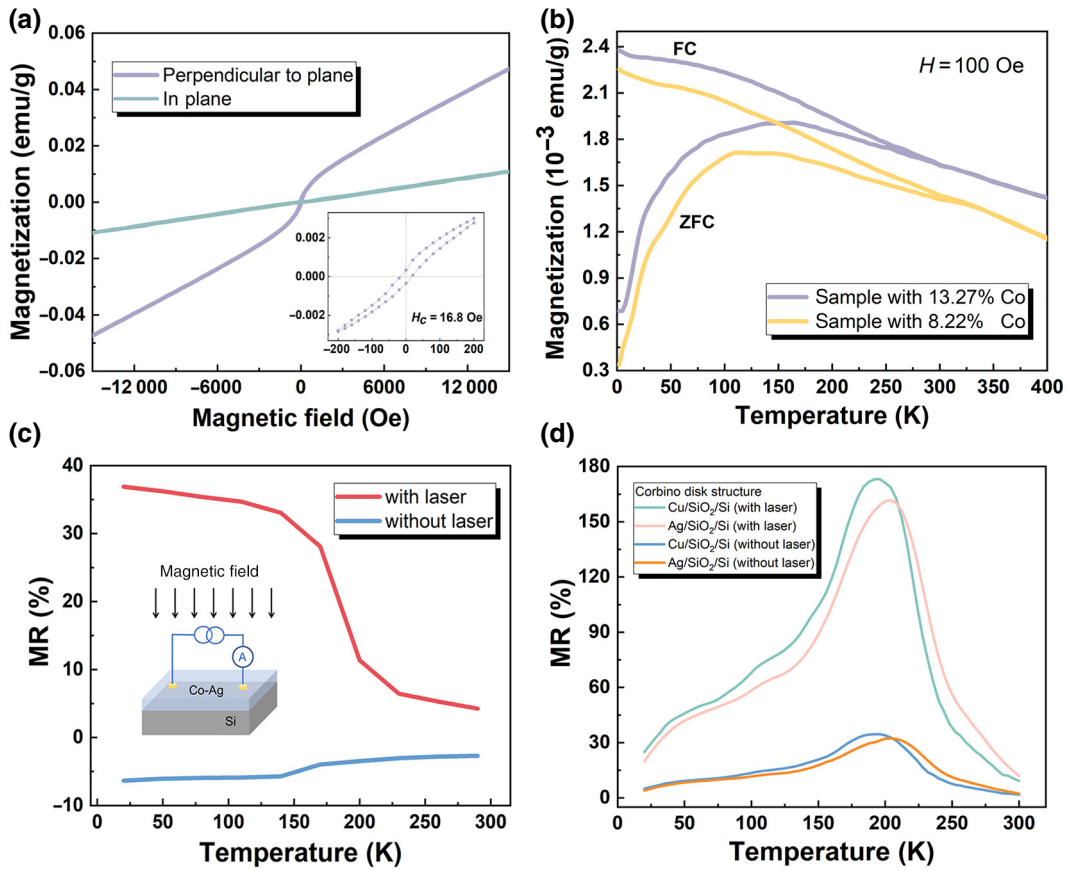 (a)
0.06
0.04
0.02
0.00
−0.02
−0.04
−0.06
Magnetization (emu/g)
Perpendicular to plane
In plane
0.002
0.000
−0.002
−200 −100 0 100 200
Hc = 16.8 Oe
−12 000 −6000 0 6000 12 000
Magnetic field (Oe)
(b)
2.4
2.1
1.8
1.5
1.2
0.9
0.6
0.3
Magnetization (10⁻³ emu/g)
FC
H = 100 Oe
ZFC
Sample with 13.27% Co
Sample with 8.22% Co
0 50 100 150 200 250 300 350 400
Temperature (K)
(c)
40
30
20
10
0
−10
MR (%)
with laser
without laser
Magnetic field
A
Co-Ag
Si
0 50 100 150 200 250 300
Temperature (K)
(d)
180
150
120
90
60
30
0
MR (%)
Corbino disk structure
Cu/SiO₂/Si (with laser)
Ag/SiO₂/Si (with laser)
Cu/SiO₂/Si (without laser)
Ag/SiO₂/Si (without laser)
0 50 100 150 200 250 300
Temperature (K)